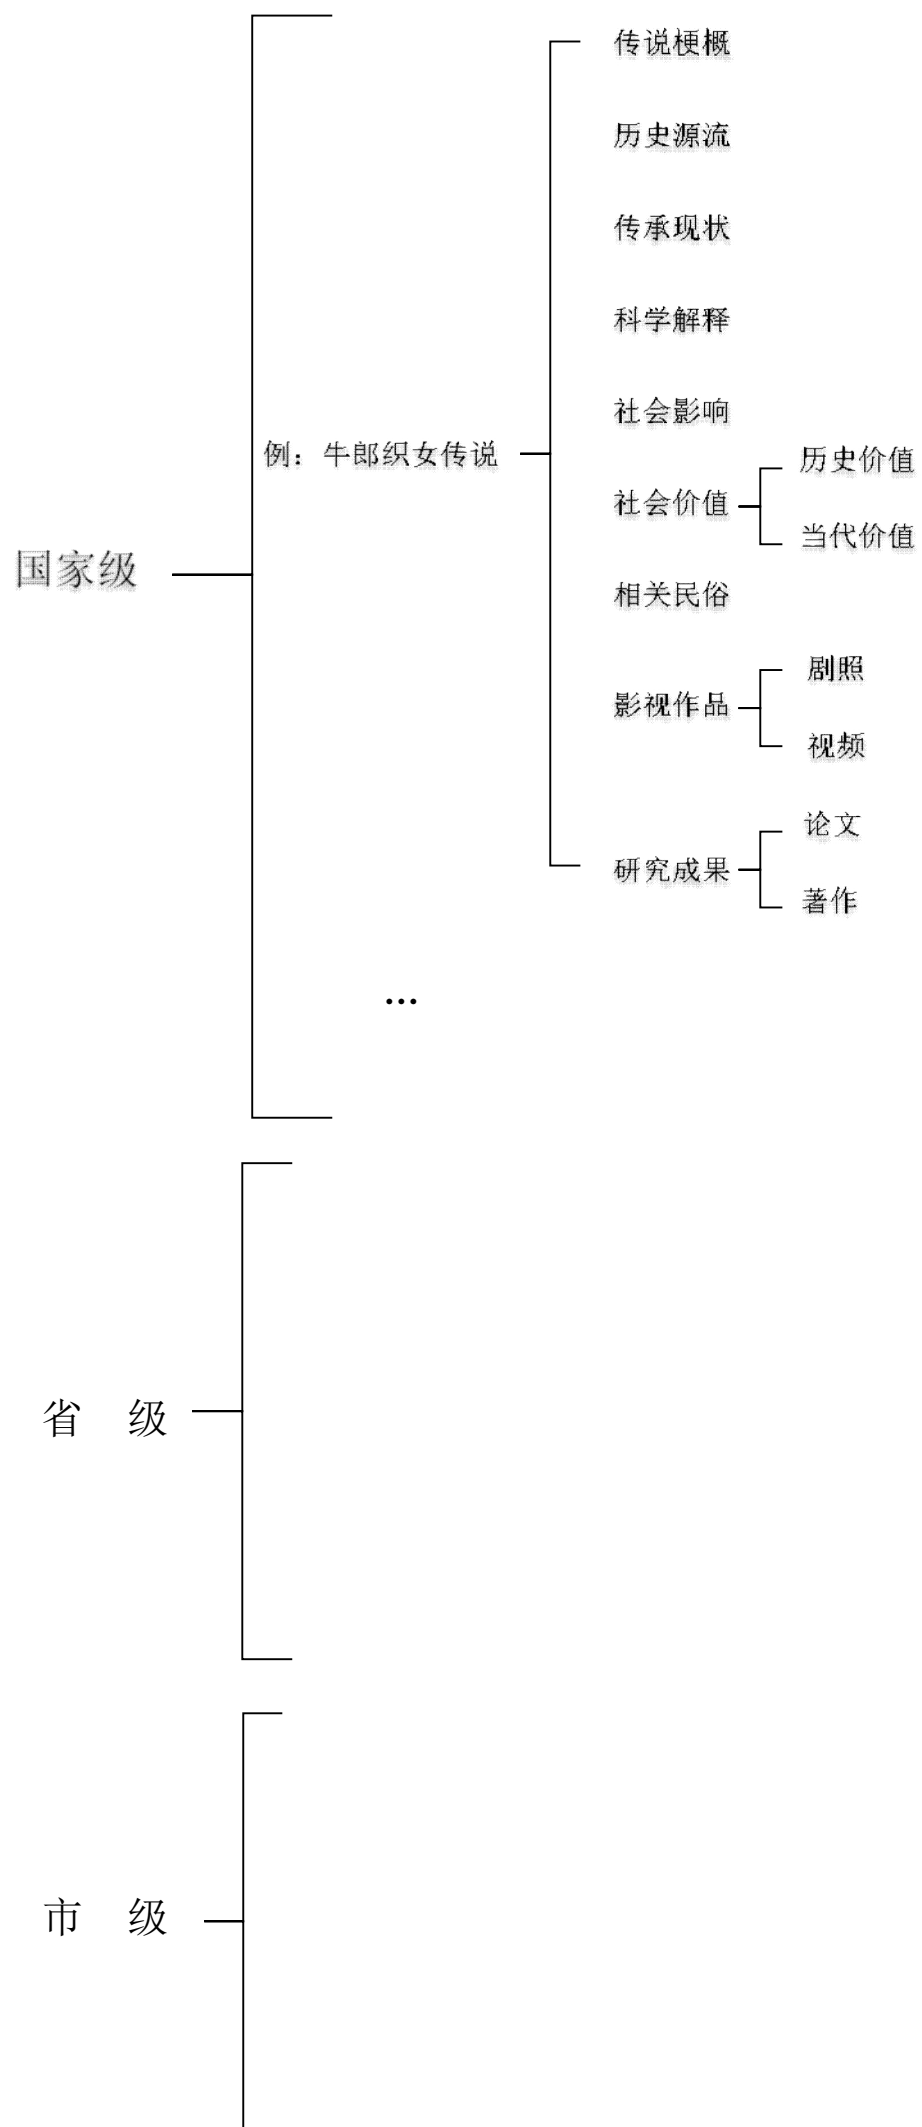 传说梗概
历史源流
传承现状
科学解释
社会影响
例：牛郎织女传说
社会价值
历史价值
当代价值
国家级
相关民俗
影视作品
剧照
视频
研究成果
论文
著作
...
省 级
市 级